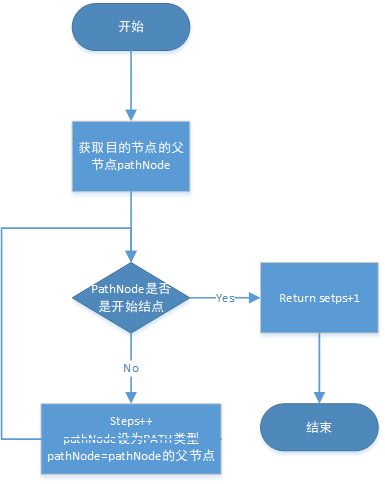 开始
获取目的节点的父
节点pathNode
PathNode是否
是开始结点
Yes
Return setps+1
No
Steps++
pathNode设为PATH类型
pathNode=pathNode的父节点
结束